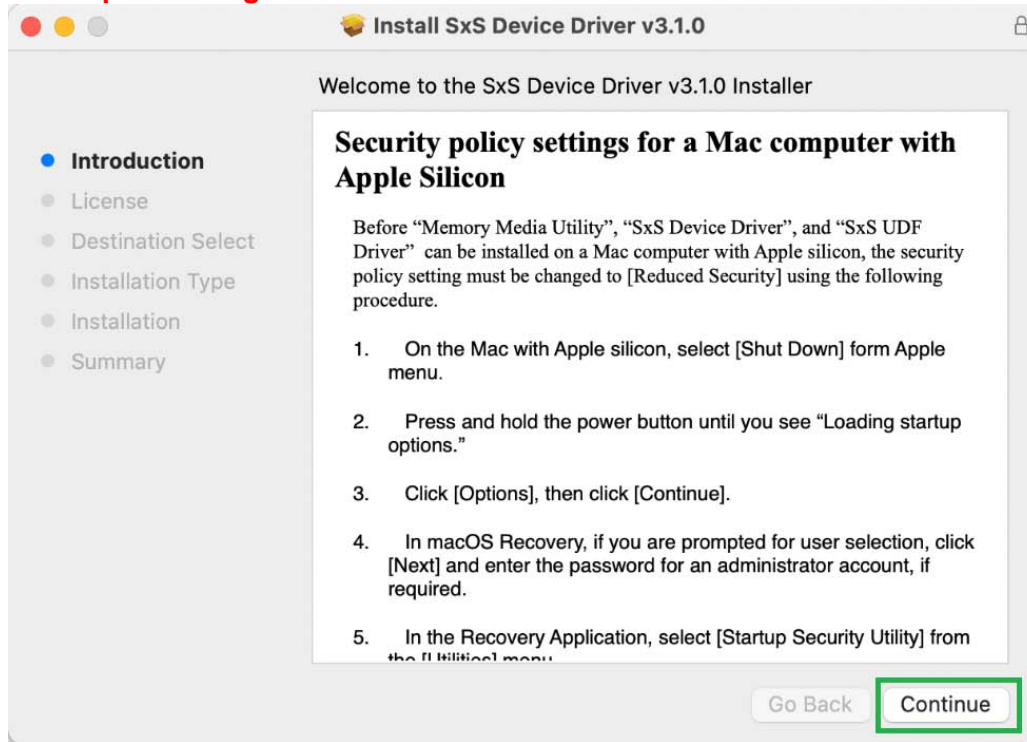 Install SxS Device Driver v3.1.0
Welcome to the SxS Device Driver v3.1.0 Installer
Introduction
License
Destination Select
Installation Type
Installation
Summary
Security policy settings for a Mac computer with
Apple Silicon
Before “Memory Media Utility”, “SxS Device Driver”, and “SxS UDF
Driver” can be installed on a Mac computer with Apple silicon, the security
policy setting must be changed to [Reduced Security] using the following
procedure.
1. On the Mac with Apple silicon, select [Shut Down] form Apple
menu.
2. Press and hold the power button until you see “Loading startup
options.”
3. Click [Options], then click [Continue].
4. In macOS Recovery, if you are prompted for user selection, click
[Next] and enter the password for an administrator account, if
required.
5. In the Recovery Application, select [Startup Security Utility] from
the [Utilities] menu
Go Back
Continue